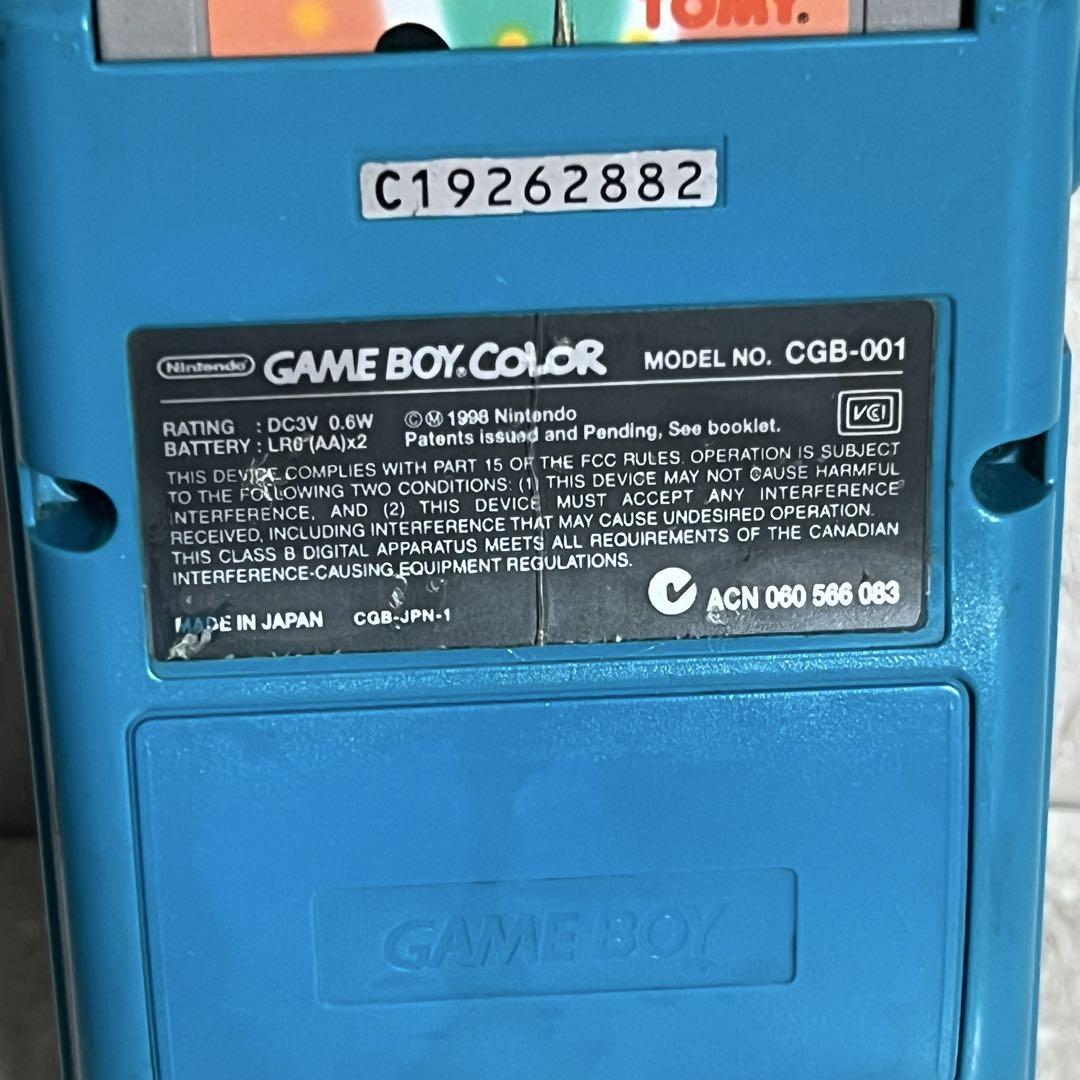 TOMY.
C19262882
Nintendo GAME BOY COLOR MODEL NO. CGB-001
RATING : DC3V 0.6W ©Ⓜ 1998 Nintendo VCI
BATTERY : LR6 (AA)x2 Patents issued and Pending, See booklet.
THIS DEVICE COMPLIES WITH PART 15 OF THE FCC RULES. OPERATION IS SUBJECT
TO THE FOLLOWING TWO CONDITIONS: (1) THIS DEVICE MAY NOT CAUSE HARMFUL
INTERFERENCE, AND (2) THIS DEVICE MUST ACCEPT ANY INTERFERENCE
RECEIVED, INCLUDING INTERFERENCE THAT MAY CAUSE UNDESIRED OPERATION.
THIS CLASS B DIGITAL APPARATUS MEETS ALL REQUIREMENTS OF THE CANADIAN
INTERFERENCE-CAUSING EQUIPMENT REGULATIONS.
MADE IN JAPAN CGB-JPN-1 ACN 060 566 083
GAME BOY